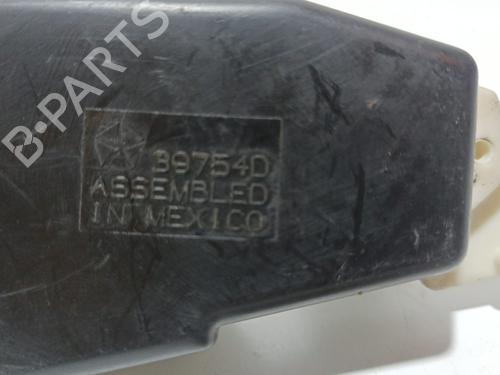 B-PARTS
39754D
ASSEMBLED
IN MEXICO